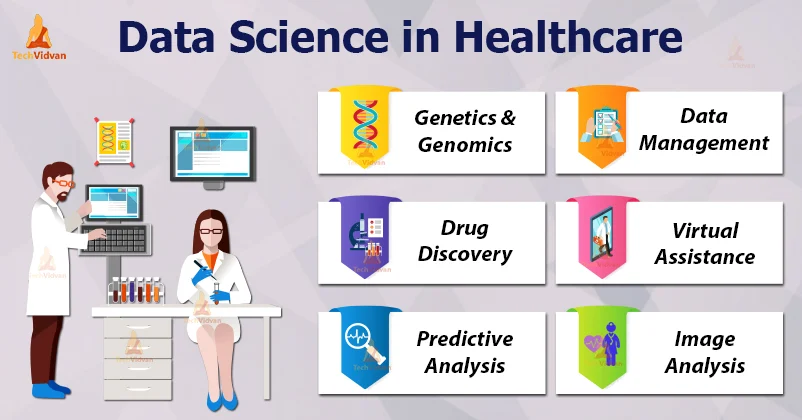 TechVidvan
Data Science in Healthcare
Genetics &
Genomics
Data
Management
Drug
Discovery
Virtual
Assistance
Predictive
Analysis
Image
Analysis